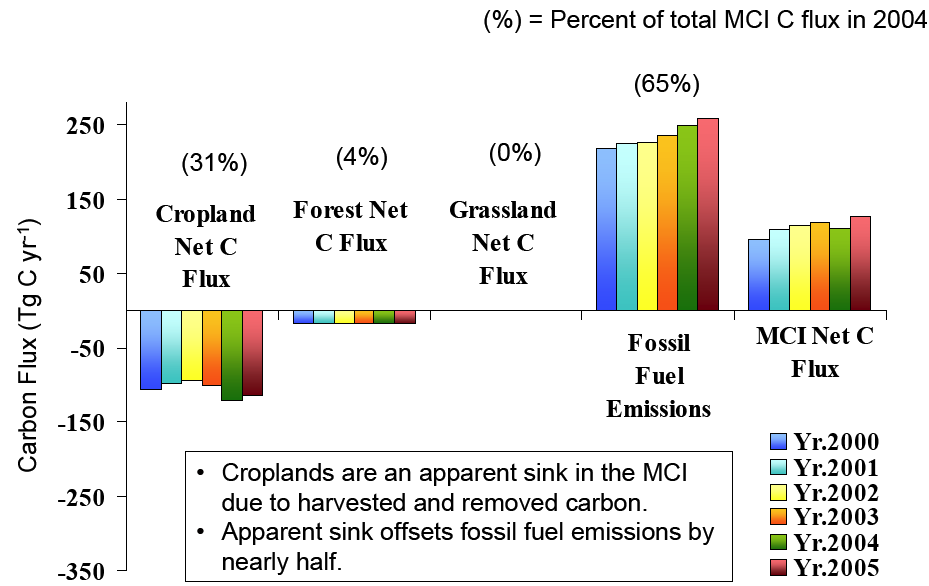 (%) = Percent of total MCI C flux in 2004
(65%)
(31%)
(4%)
(0%)
Cropland
Net C
Flux
Forest Net
C Flux
Grassland
Net C
Flux
Carbon Flux (Tg C yr-1)
250
150
50
-50
-150
-250
-350
Fossil
Fuel
Emissions
MCI Net C
Flux
• Croplands are an apparent sink in the MCI
due to harvested and removed carbon.
• Apparent sink offsets fossil fuel emissions by
nearly half.
Yr.2000
Yr.2001
Yr.2002
Yr.2003
Yr.2004
Yr.2005